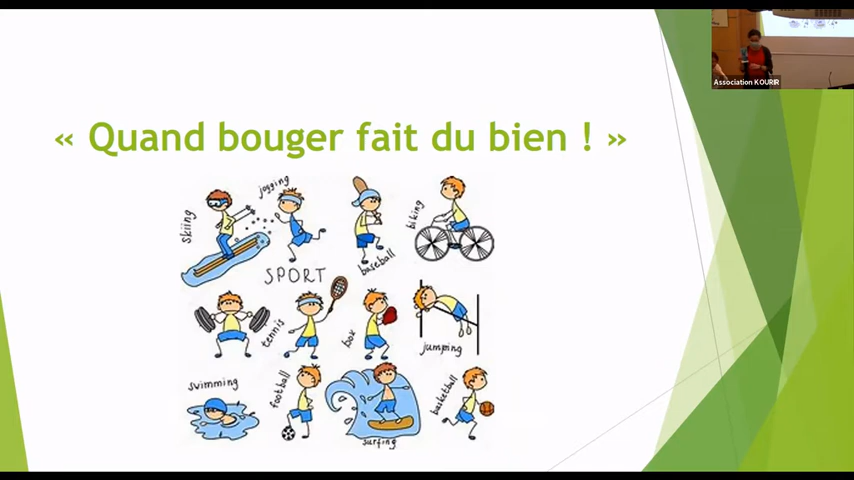 Association KOURIR
« Quand bouger fait du bien ! »
skiing
jogging
baseball
biking
SPORT
tennis
box
jumping
swimming
football
surfing
basketball